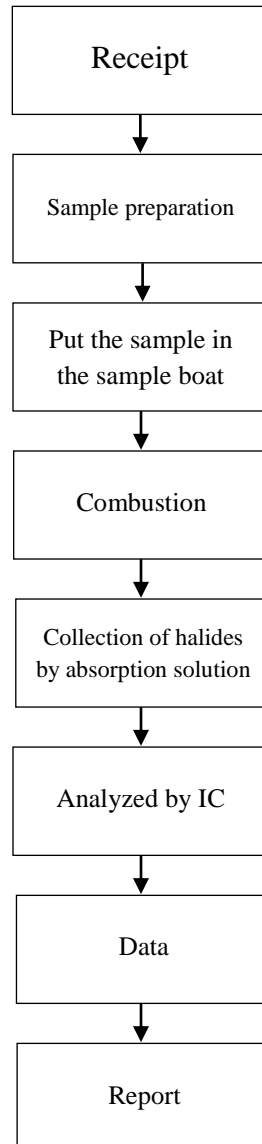 Receipt
Sample preparation
Put the sample in
the sample boat
Combustion
Collection of halides
by absorption solution
Analyzed by IC
Data
Report